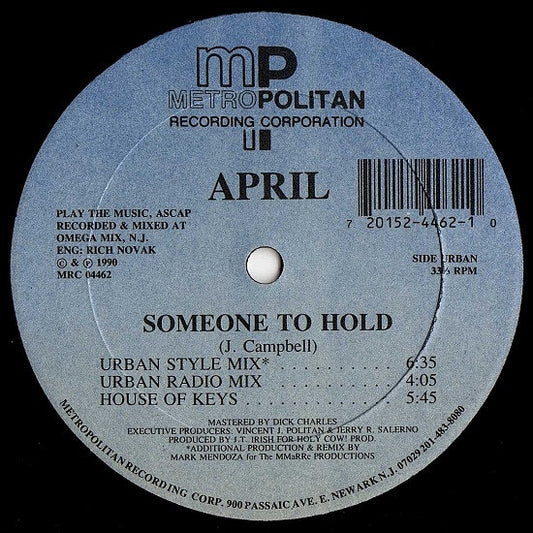 mp
METROPOLITAN
RECORDING CORPORATION
APRIL
PLAY THE MUSIC, ASCAP
RECORDED & MIXED AT
OMEGA MIX, N.J.
ENG: RICH NOVAK
© & ℗ 1990
MRC 04462
7 20152-4462-1 0
SIDE URBAN
33⅓ RPM
SOMEONE TO HOLD
(J. Campbell)
URBAN STYLE MIX* . . . . . . . . . . 6:35
URBAN RADIO MIX . . . . . . . . . . 4:05
HOUSE OF KEYS . . . . . . . . . . . . 5:45
MASTERED BY DICK CHARLES
EXECUTIVE PRODUCERS: VINCENT J. POLITAN & JERRY R. SALERNO
PRODUCED BY J.T. IRISH FOR HOLY COW! PROD.
*ADDITIONAL PRODUCTION & REMIX BY
MARK MENDOZA for The MMaRRe PRODUCTIONS
METROPOLITAN RECORDING CORP. 900 PASSAIC AVE. E. NEWARK N.J. 07029 201-483-8080